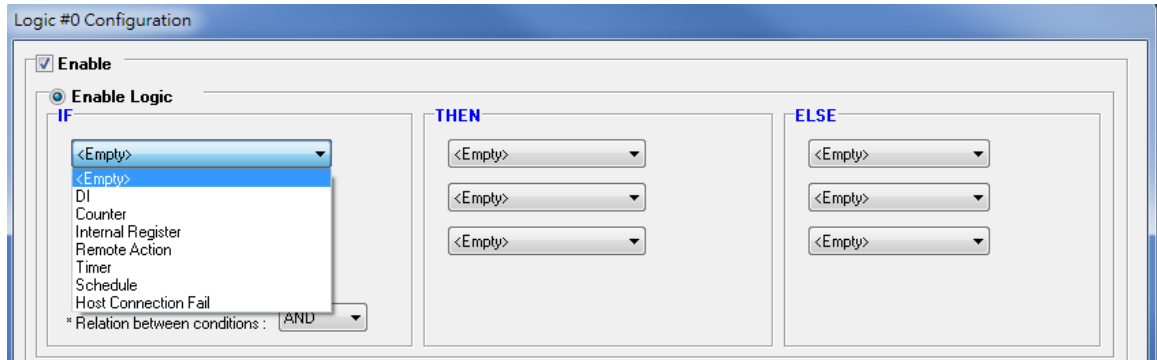 Logic #0 Configuration
Enable
Enable Logic
IF
<Empty>
<Empty>
DI
Counter
Internal Register
Remote Action
Timer
Schedule
Host Connection Fail
* Relation between conditions : AND
THEN
<Empty>
<Empty>
<Empty>
ELSE
<Empty>
<Empty>
<Empty>